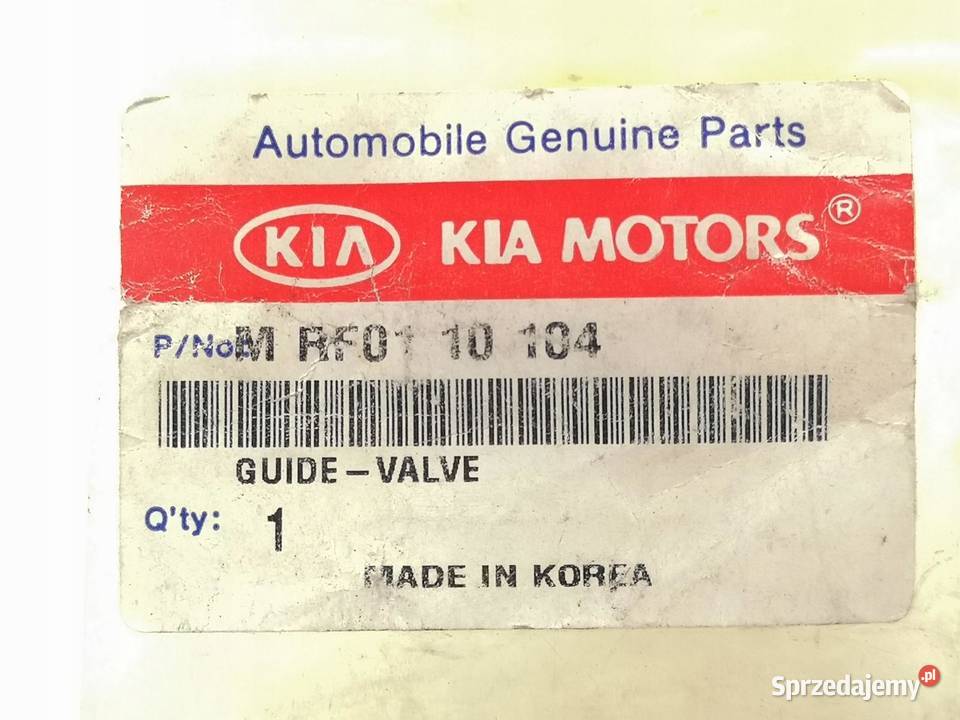 Automobile Genuine Parts
KIA KIA MOTORS®
P/No: M RF01 10 104
GUIDE-VALVE
Q'ty: 1
MADE IN KOREA
Sprzedajemy.pl